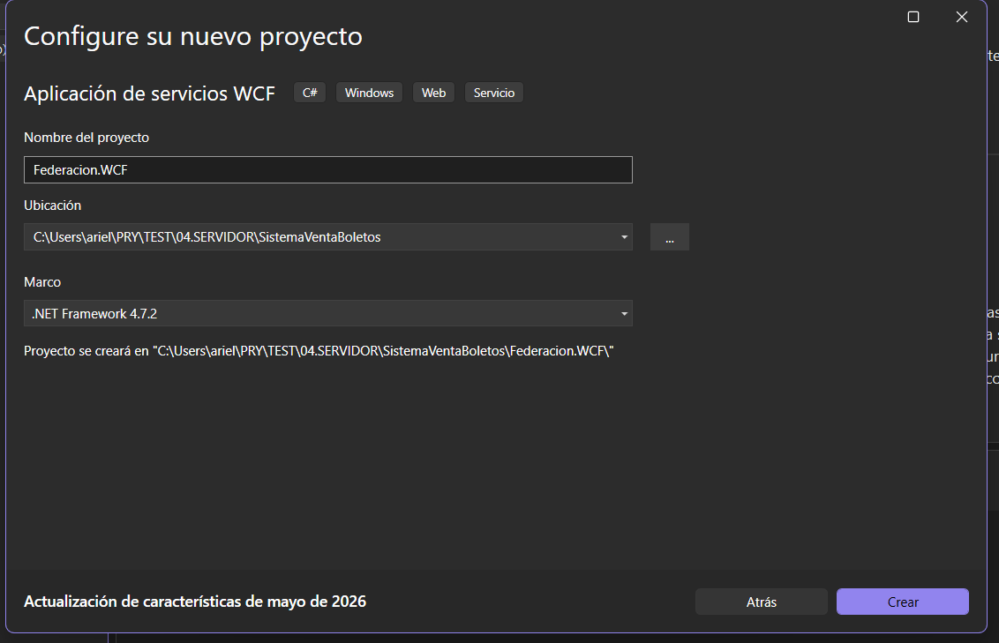 Configure su nuevo proyecto
Aplicación de servicios WCF C# Windows Web Servicio
Nombre del proyecto
Federacion.WCF
Ubicación
C:\Users\ariel\PRY\TEST\04.SERVIDOR\SistemaVentaBoletos ...
Marco
.NET Framework 4.7.2
Proyecto se creará en "C:\Users\ariel\PRY\TEST\04.SERVIDOR\SistemaVentaBoletos\Federacion.WCF\"
Actualización de características de mayo de 2026 Atrás Crear